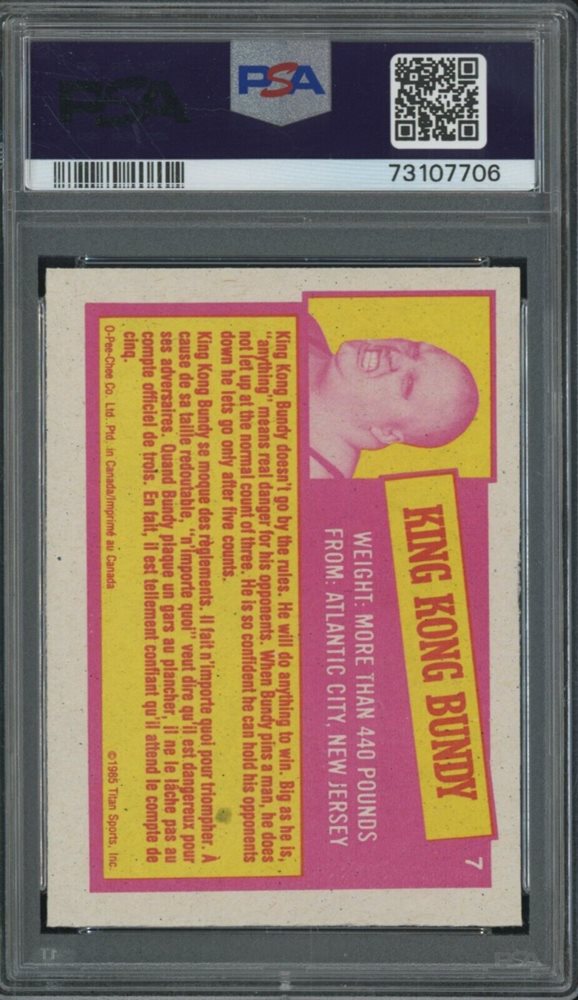 PSA
PSA
73107706
KING KONG BUNDY
7
WEIGHT: MORE THAN 440 POUNDS
FROM: ATLANTIC CITY, NEW JERSEY
King Kong Bundy doesn't go by the rules. He will do anything to win. Big as he is,
"anything" means real danger for his opponents. When Bundy pins a man, he does
not let up at the normal count of three. He is so confident he can hold his opponents
down he lets go only after five counts.
King Kong Bundy se moque des règlements. Il fait n'importe quoi pour triompher. À
cause de sa taille redoutable, "n'importe quoi" veut dire qu'il est dangereux pour
ses adversaires. Quand Bundy plaque un gars au plancher, il ne le lâche pas au
compte officiel de trois. En fait, il est tellement confiant qu'il attend le compte de
cinq.
O-Pee-Chee Co. Ltd. Ptd. in Canada/Imprimé au Canada
©1985 Titan Sports, Inc.
PSA